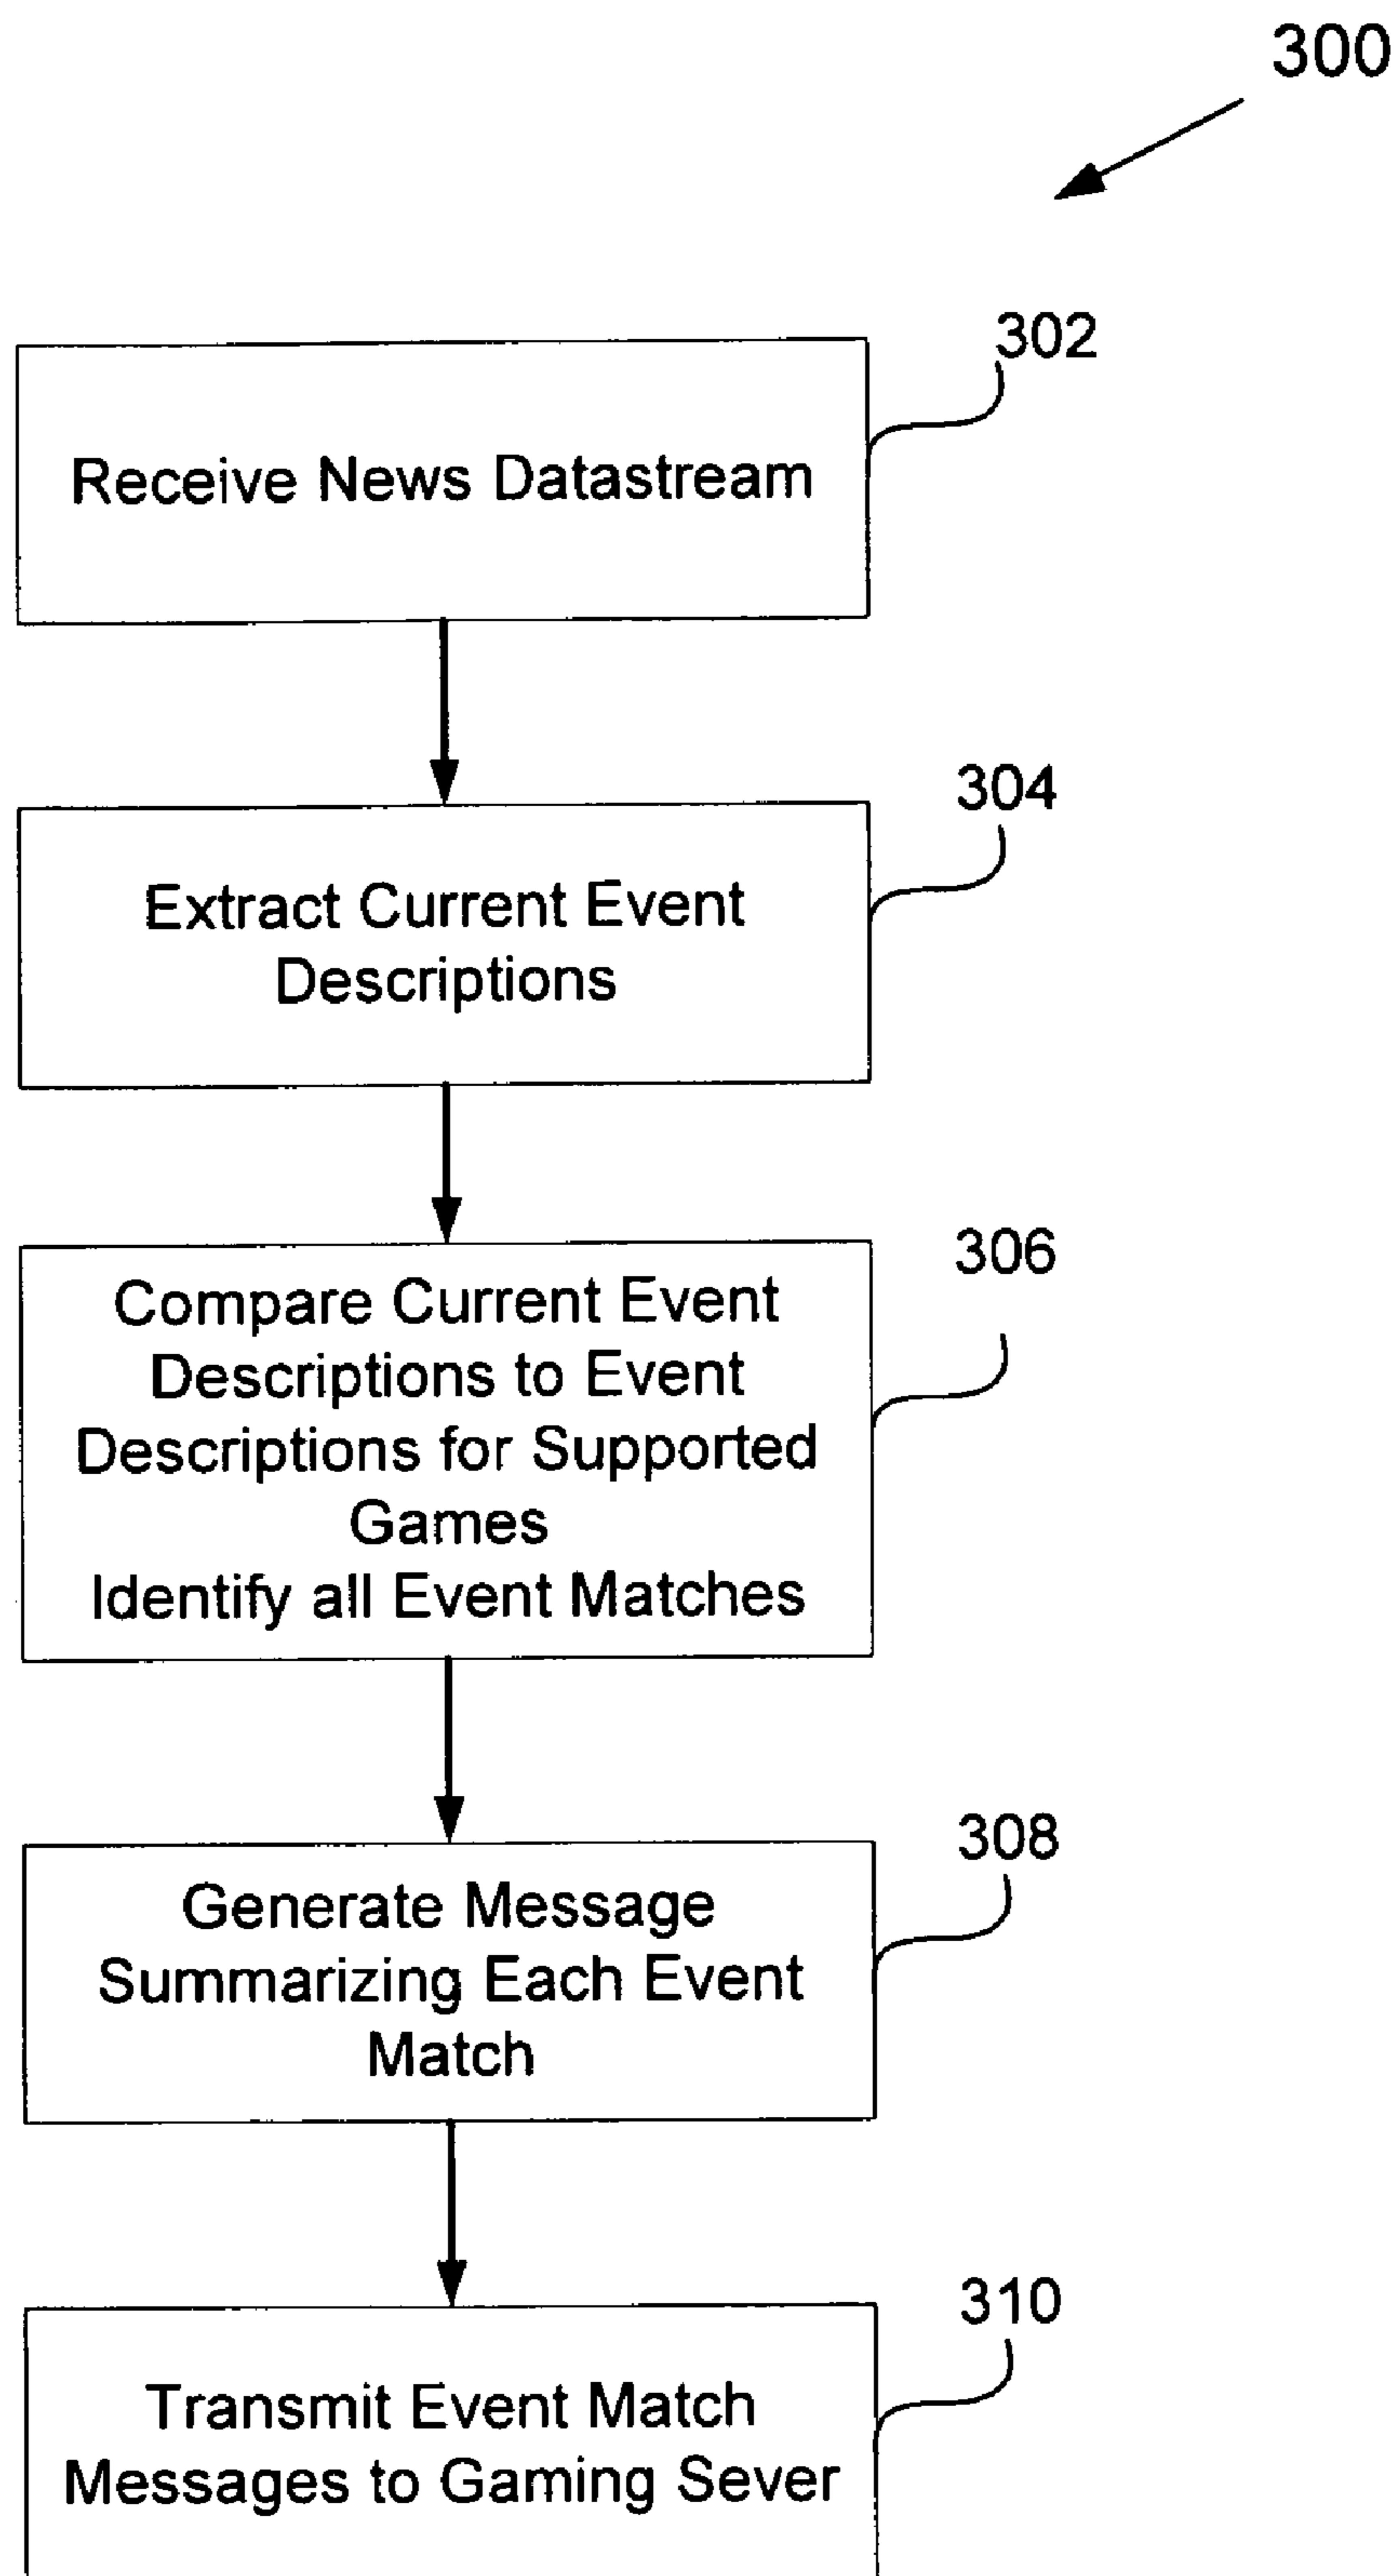 300
302
Receive News Datastream
304
Extract Current Event
Descriptions
306
Compare Current Event
Descriptions to Event
Descriptions for Supported
Games
Identify all Event Matches
308
Generate Message
Summarizing Each Event
Match
310
Transmit Event Match
Messages to Gaming Sever